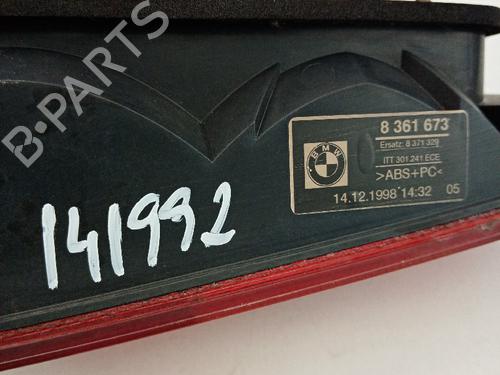 B-PARTS
BMW
8 361 673
Ersatz: 8 371 329
ITT 301.241 ECE
>ABS+PC<
14.12.1998 14:32 05
141992